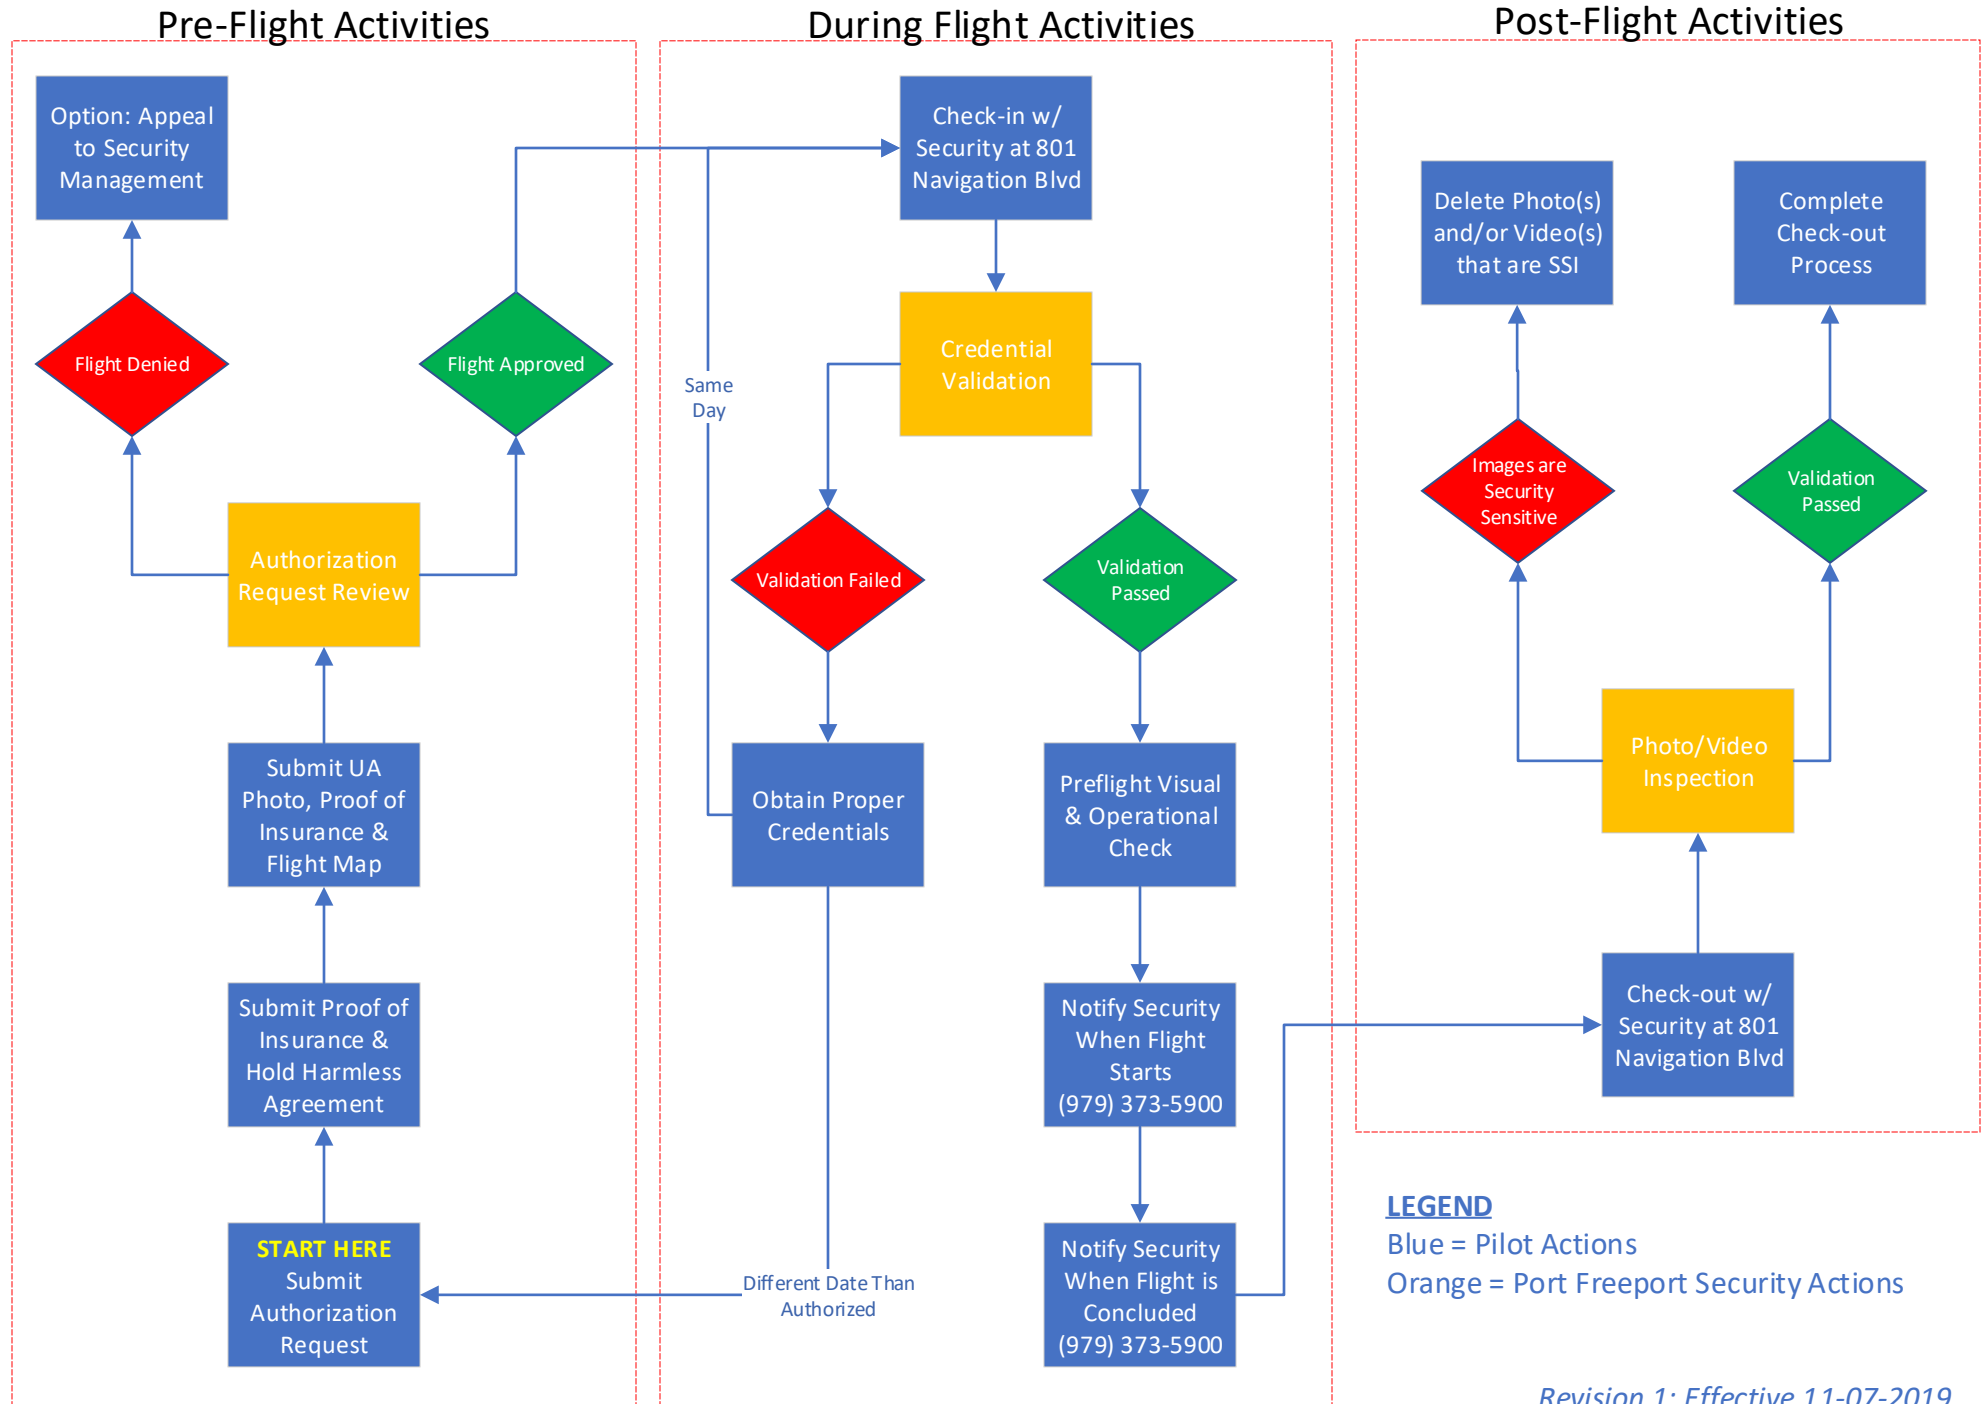 Pre-Flight Activities
Option: Appeal
to Security
Management
Flight Denied
Flight Approved
Authorization
Request Review
Submit UA
Photo, Proof of
Insurance &
Flight Map
Submit Proof of
Insurance &
Hold Harmless
Agreement
START HERE
Submit
Authorization
Request
During Flight Activities
Check-in w/
Security at 801
Navigation Blvd
Same
Day
Credential
Validation
Validation Failed
Validation
Passed
Obtain Proper
Credentials
Preflight Visual
& Operational
Check
Notify Security
When Flight
Starts
(979) 373-5900
Different Date Than
Authorized
Notify Security
When Flight is
Concluded
(979) 373-5900
Post-Flight Activities
Delete Photo(s)
and/or Video(s)
that are SSI
Complete
Check-out
Process
Images are
Security
Sensitive
Validation
Passed
Photo/Video
Inspection
Check-out w/
Security at 801
Navigation Blvd
LEGEND
Blue = Pilot Actions
Orange = Port Freeport Security Actions
Revision 1: Effective 11-07-2019